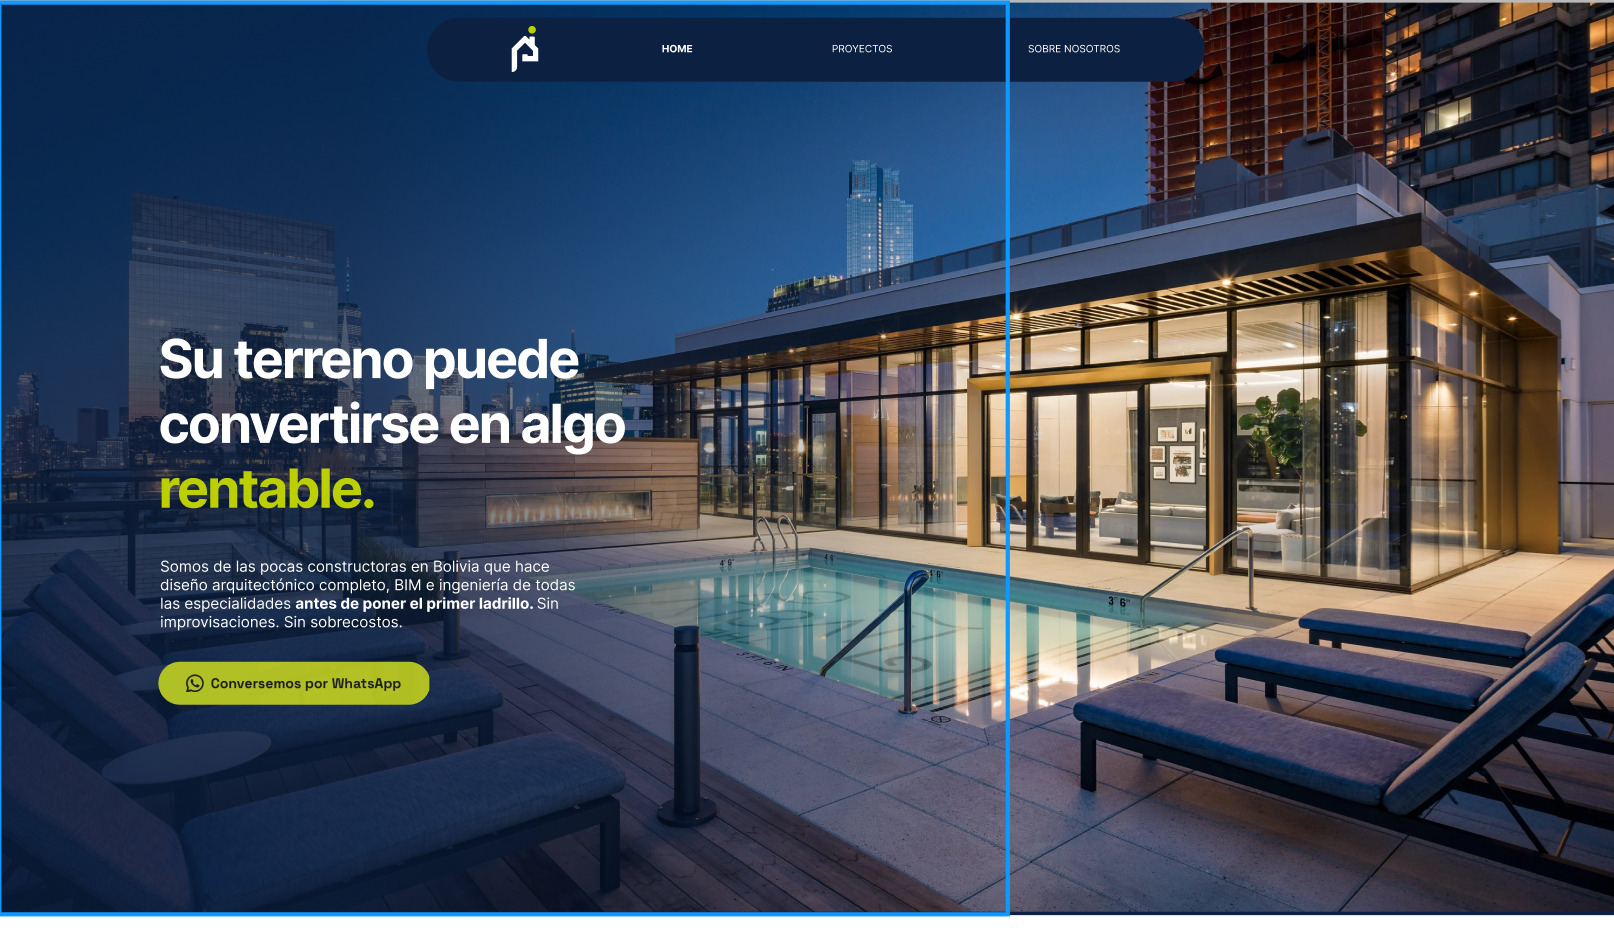 HOME
PROYECTOS
SOBRE NOSOTROS
Su terreno puede
convertirse en algo
rentable.
Somos de las pocas constructoras en Bolivia que hace
diseño arquitectónico completo, BIM e ingeniería de todas
las especialidades antes de poner el primer ladrillo. Sin
improvisaciones. Sin sobrecostos.
Conversemos por WhatsApp
3' 6"